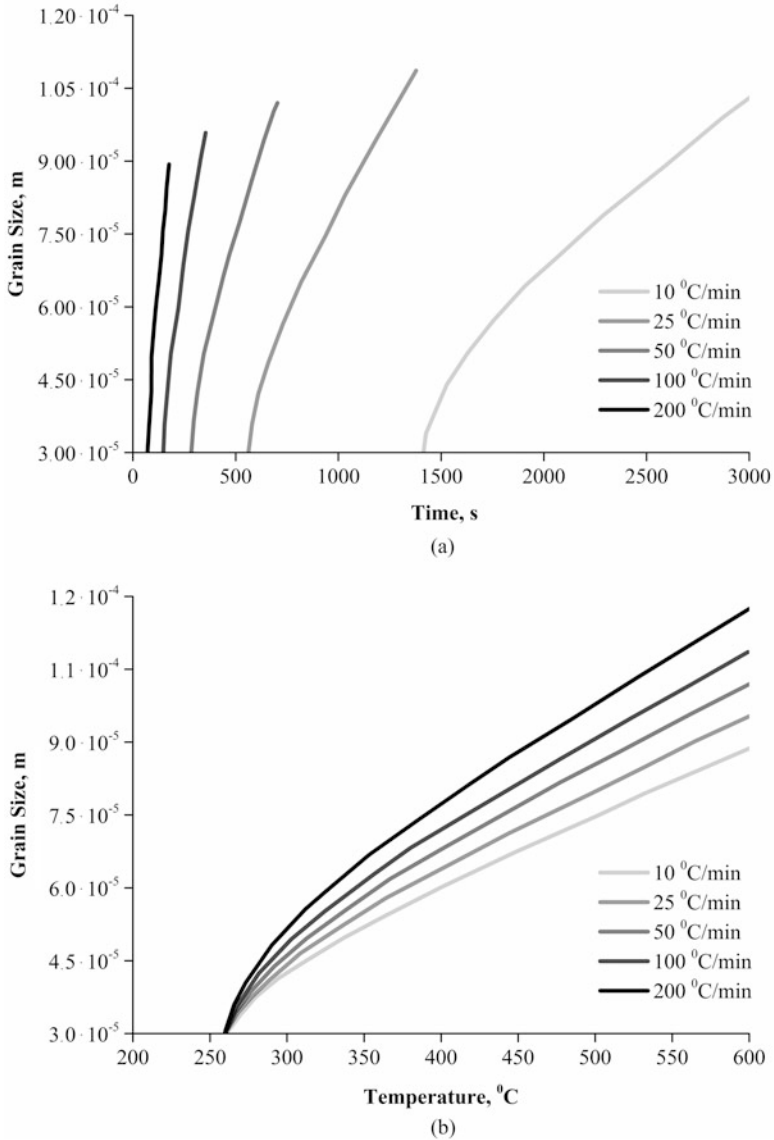 1.20 · 10⁻⁴
1.05 · 10⁻⁴
9.00 · 10⁻⁵
7.50 · 10⁻⁵
6.00 · 10⁻⁵
4.50 · 10⁻⁵
3.00 · 10⁻⁵
Grain Size, m
10 ⁰C/min
25 ⁰C/min
50 ⁰C/min
100 ⁰C/min
200 ⁰C/min
0 500 1000 1500 2000 2500 3000
Time, s
(a)
1.2 · 10⁻⁴
1.1 · 10⁻⁴
9.0 · 10⁻⁵
7.5 · 10⁻⁵
6.0 · 10⁻⁵
4.5 · 10⁻⁵
3.0 · 10⁻⁵
Grain Size, m
10 ⁰C/min
25 ⁰C/min
50 ⁰C/min
100 ⁰C/min
200 ⁰C/min
200 250 300 350 400 450 500 550 600
Temperature, ⁰C
(b)